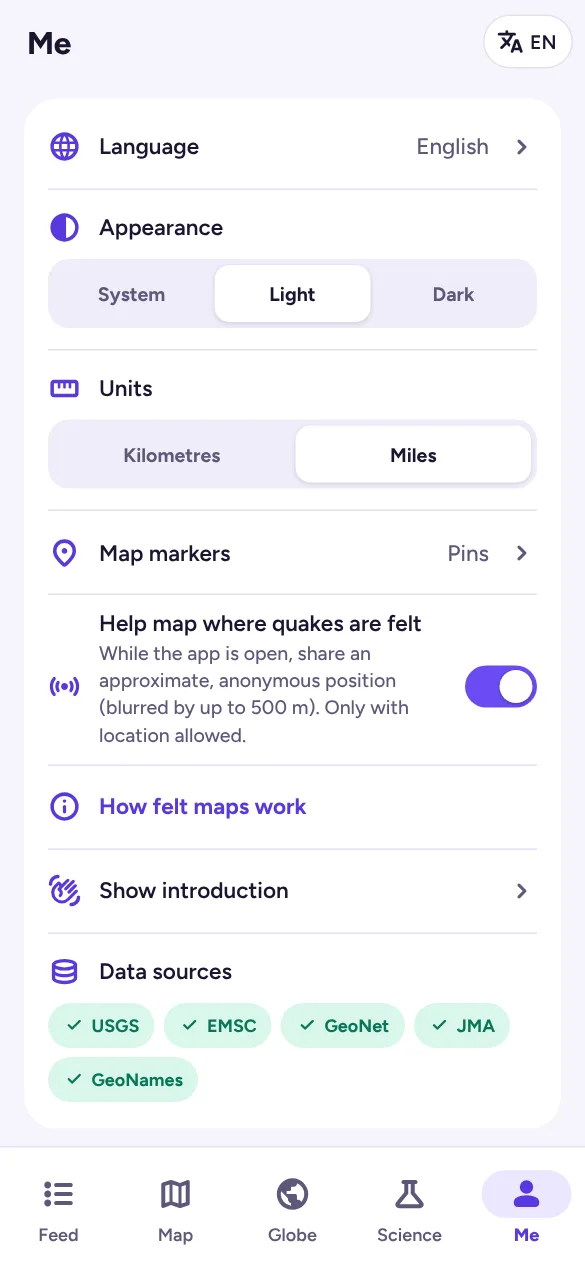 Me
EN
Language
English
Appearance
System
Light
Dark
Units
Kilometres
Miles
Map markers
Pins
Help map where quakes are felt
While the app is open, share an
approximate, anonymous position
(blurred by up to 500 m). Only with
location allowed.
How felt maps work
Show introduction
Data sources
USGS
EMSC
GeoNet
JMA
GeoNames
Feed
Map
Globe
Science
Me